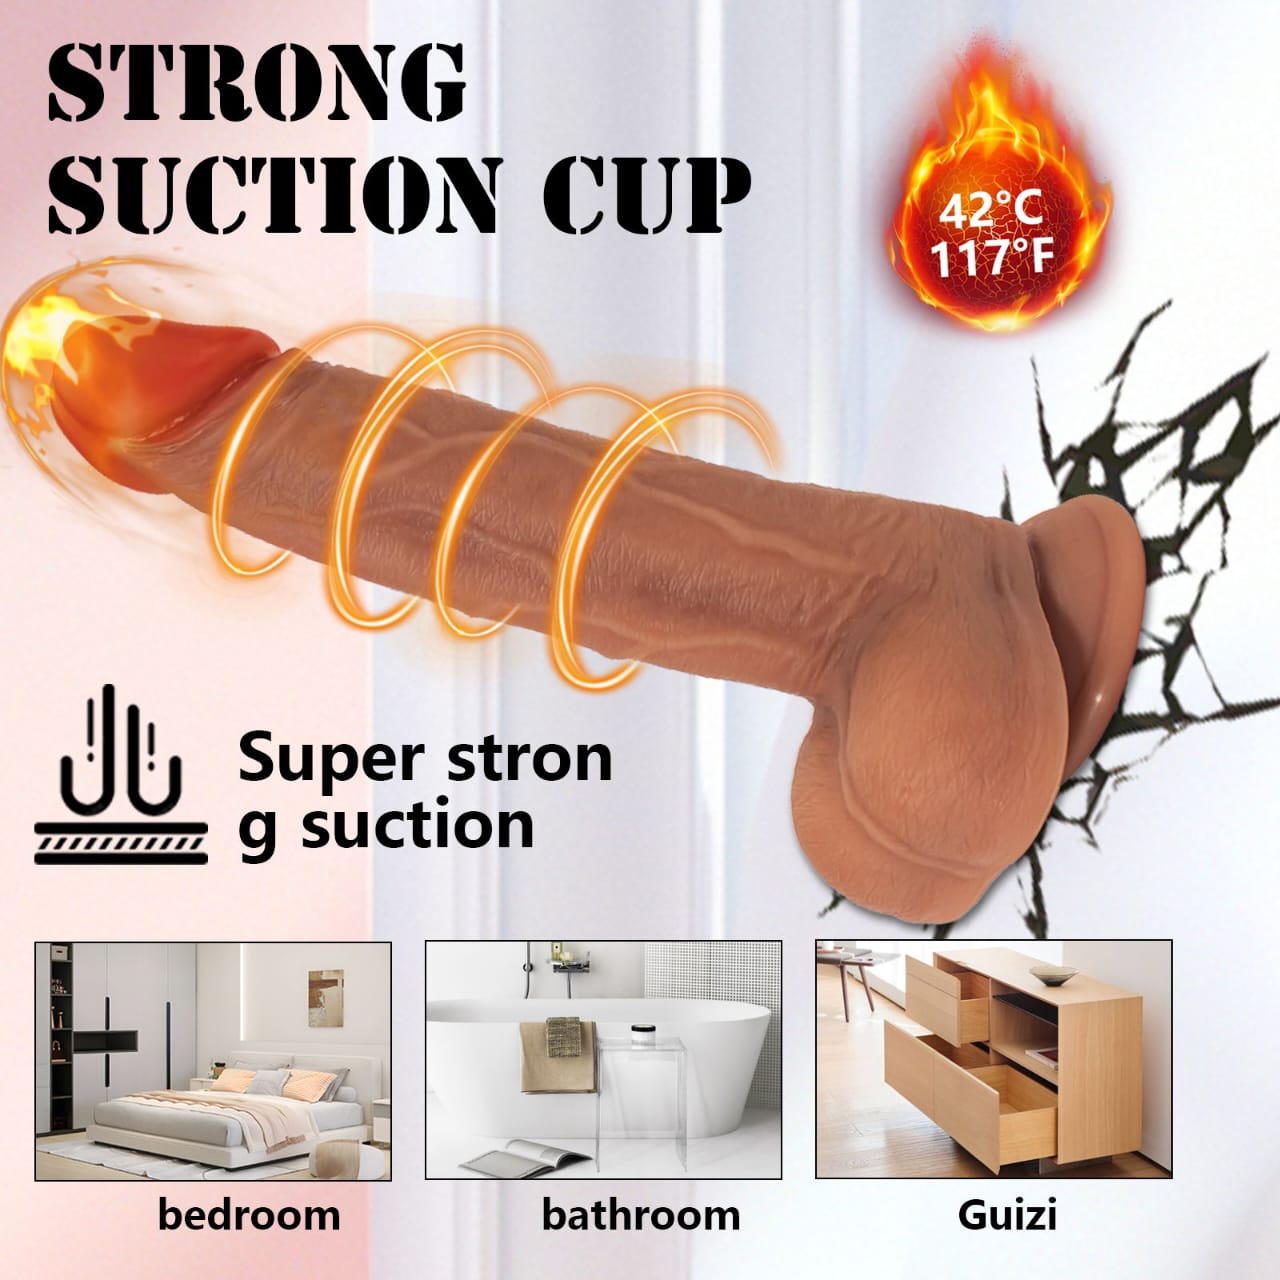 STRONG
SUCTION CUP
42°C
117°F
Super stron
g suction
bedroom
bathroom
Guizi